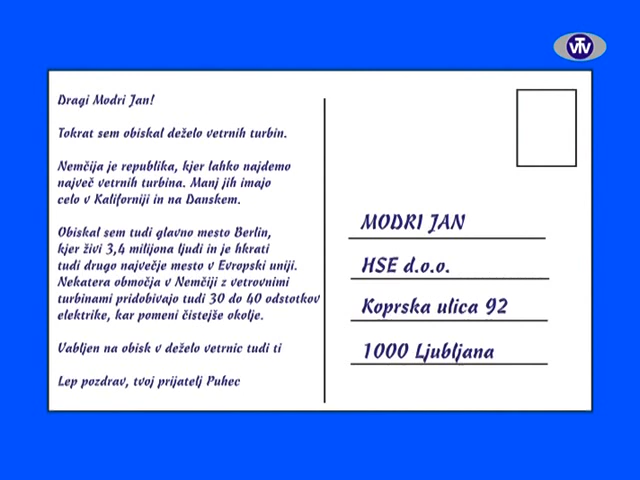 VTV
Dragi Modri Jan!
Tokrat sem obiskal deželo vetrnih turbin.
Nemčija je republika, kjer lahko najdemo
največ vetrnih turbina. Manj jih imajo
celo v Kaliforniji in na Danskem.
Obiskal sem tudi glavno mesto Berlin,
kjer živi 3,4 milijona ljudi in je hkrati
tudi drugo največje mesto v Evropski uniji.
Nekatera območja v Nemčiji z vetrovnimi
turbinami pridobivajo tudi 30 do 40 odstotkov
elektrike, kar pomeni čistejše okolje.
Vabljen na obisk v deželo vetrnic tudi ti
Lep pozdrav, tvoj prijatelj Puhec
MODRI JAN
HSE d.o.o.
Koprska ulica 92
1000 Ljubljana